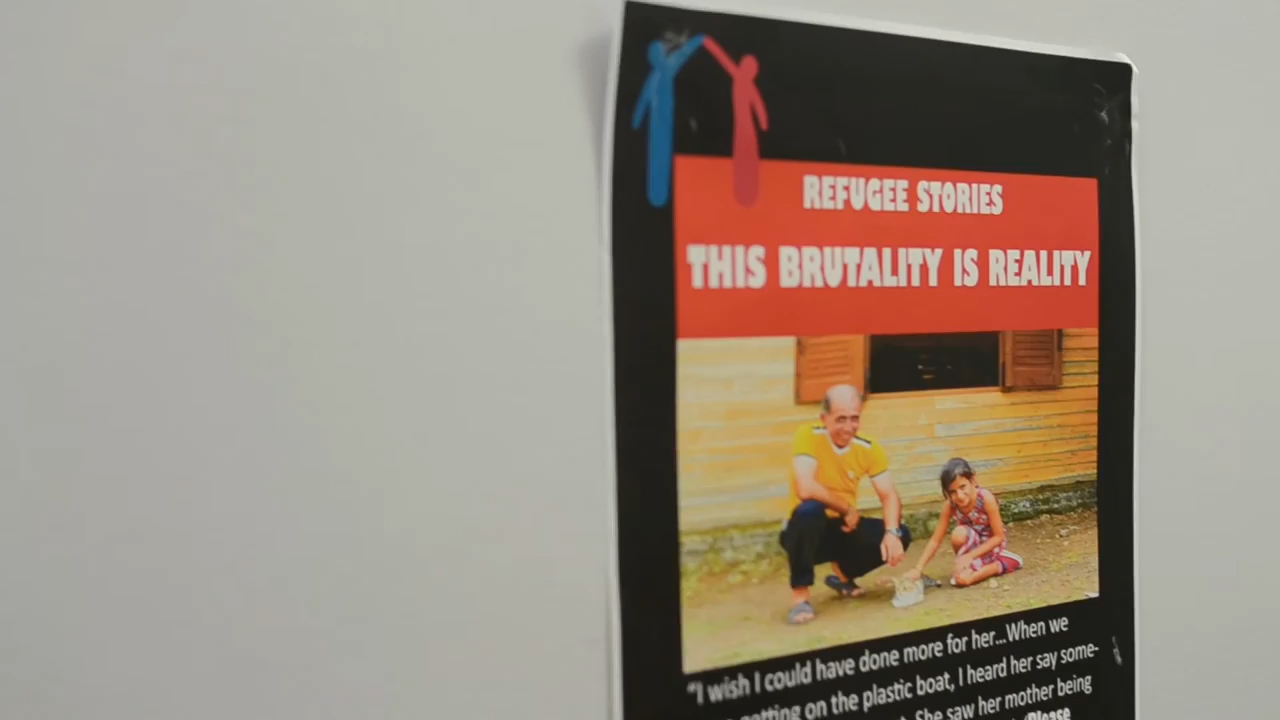 REFUGEE STORIES
THIS BRUTALITY IS REALITY
"I wish I could have done more for her...When we
getting on the plastic boat, I heard her say some-
She saw her mother being
Please